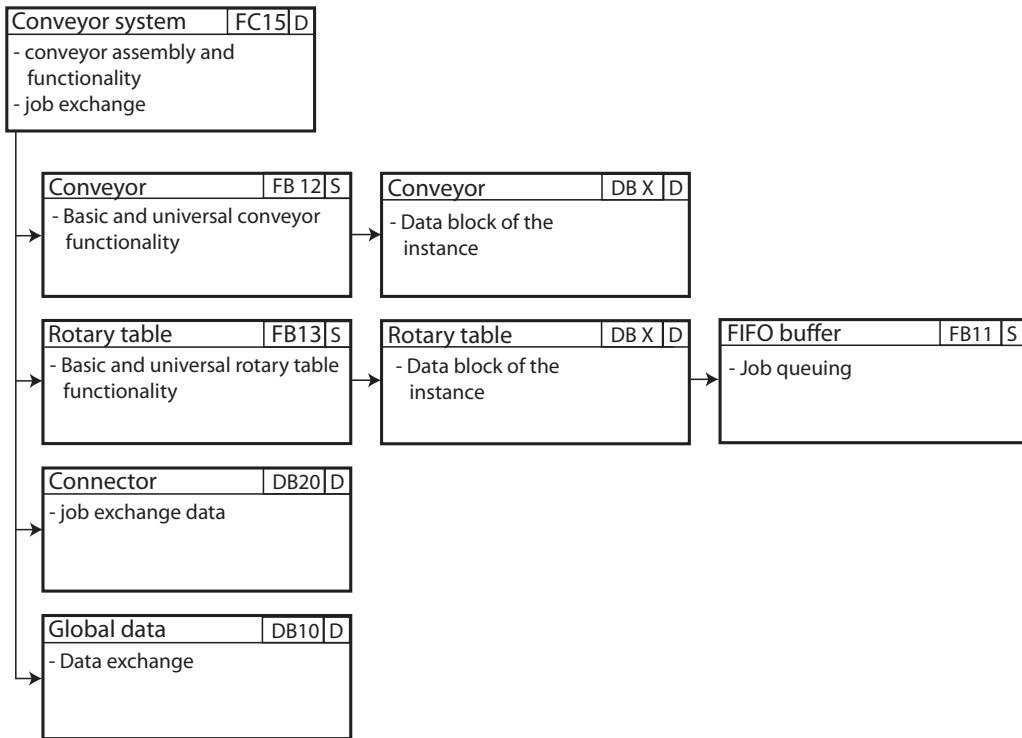 Conveyor system FC15 D
- conveyor assembly and
functionality
- job exchange
Conveyor FB 12 S
- Basic and universal conveyor
functionality
Conveyor DB X D
- Data block of the
instance
Rotary table FB13 S
- Basic and universal rotary table
functionality
Rotary table DB X D
- Data block of the
instance
FIFO buffer FB11 S
- Job queuing
Connector DB20 D
- job exchange data
Global data DB10 D
- Data exchange